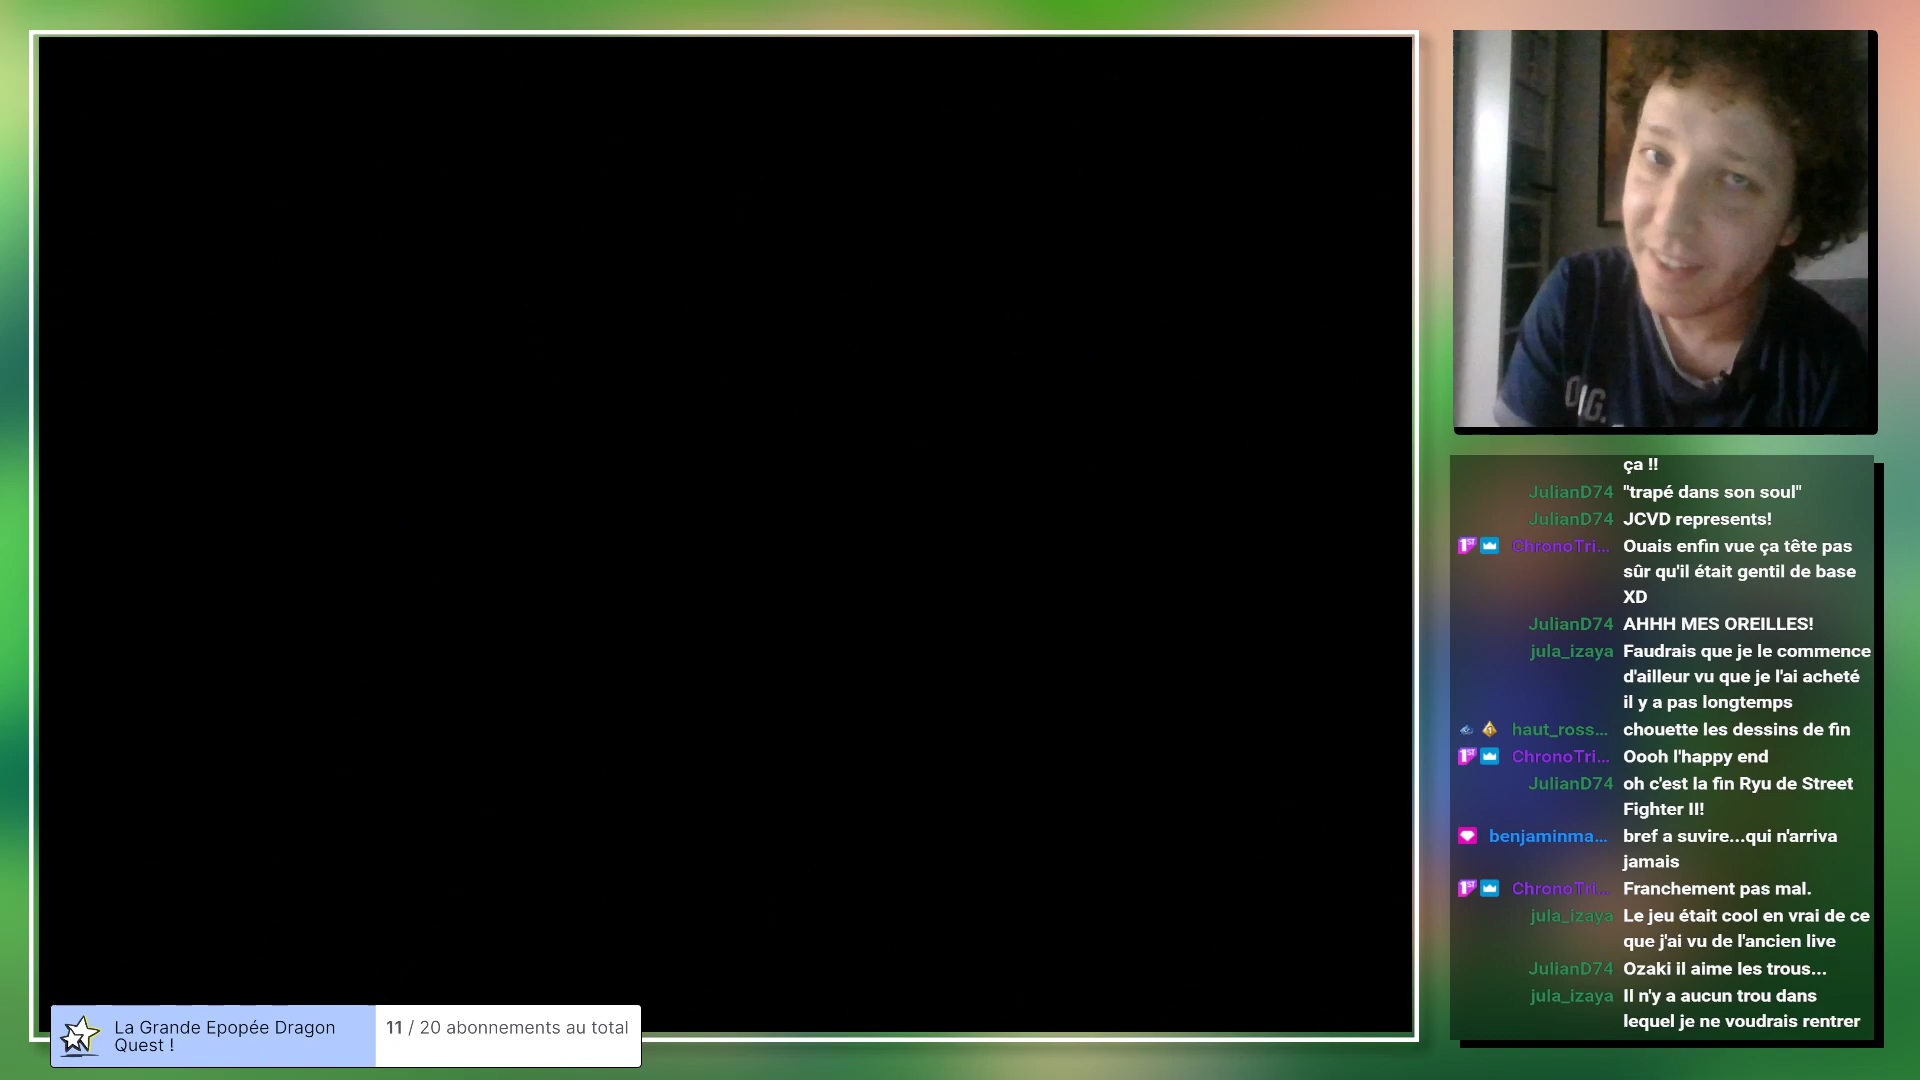 ça !!
JulianD74 "trapé dans son soul"
JulianD74 JCVD represents!
ChronoTri... Ouais enfin vue ça tête pas
sûr qu'il était gentil de base
XD
JulianD74 AHHH MES OREILLES!
jula_izaya Faudrais que je le commence
d'ailleur vu que je l'ai acheté
il y a pas longtemps
haut_ross... chouette les dessins de fin
ChronoTri... Oooh l'happy end
JulianD74 oh c'est la fin Ryu de Street
Fighter II!
benjaminma... bref a suvire...qui n'arriva
jamais
ChronoTri... Franchement pas mal.
jula_izaya Le jeu était cool en vrai de ce
que j'ai vu de l'ancien live
JulianD74 Ozaki il aime les trous...
jula_izaya Il n'y a aucun trou dans
lequel je ne voudrais rentrer
La Grande Epopée Dragon
Quest !
11 / 20 abonnements au total